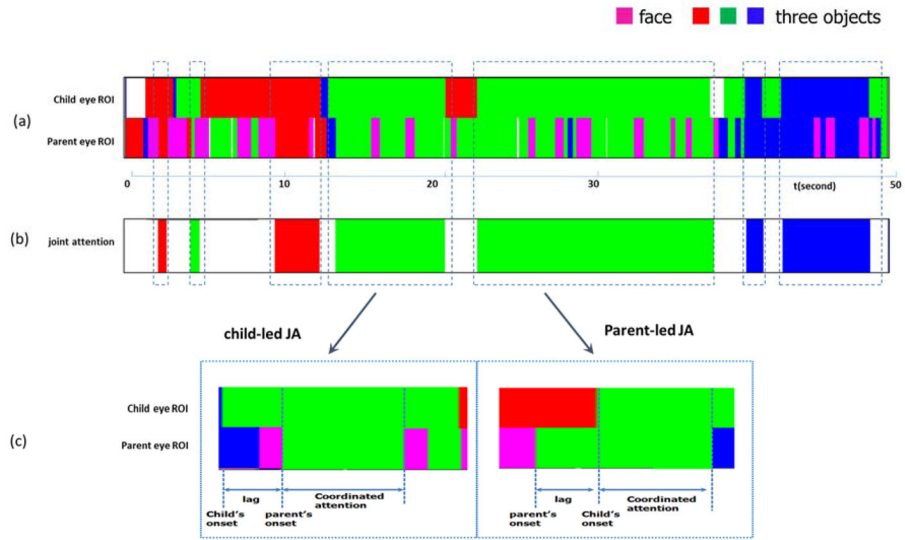 face three objects
(a)
Child eye ROI
Parent eye ROI
0 10 20 30 t(second) 50
(b) joint attention
child-led JA Parent-led JA
(c)
Child eye ROI
Parent eye ROI
lag Coordinated attention
Child's onset parent's onset
lag Coordinated attention
parent's onset Child's onset